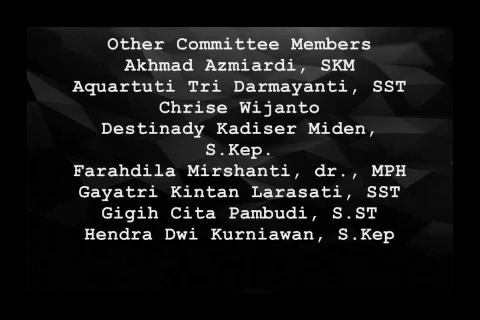 Other Committee Members
Akhmad Azmiardi, SKM
Aquartuti Tri Darmayanti, SST
Chrise Wijanto
Destinady Kadiser Miden,
S.Kep.
Farahdila Mirshanti, dr., MPH
Gayatri Kintan Larasati, SST
Gigih Cita Pambudi, S.ST
Hendra Dwi Kurniawan, S.Kep